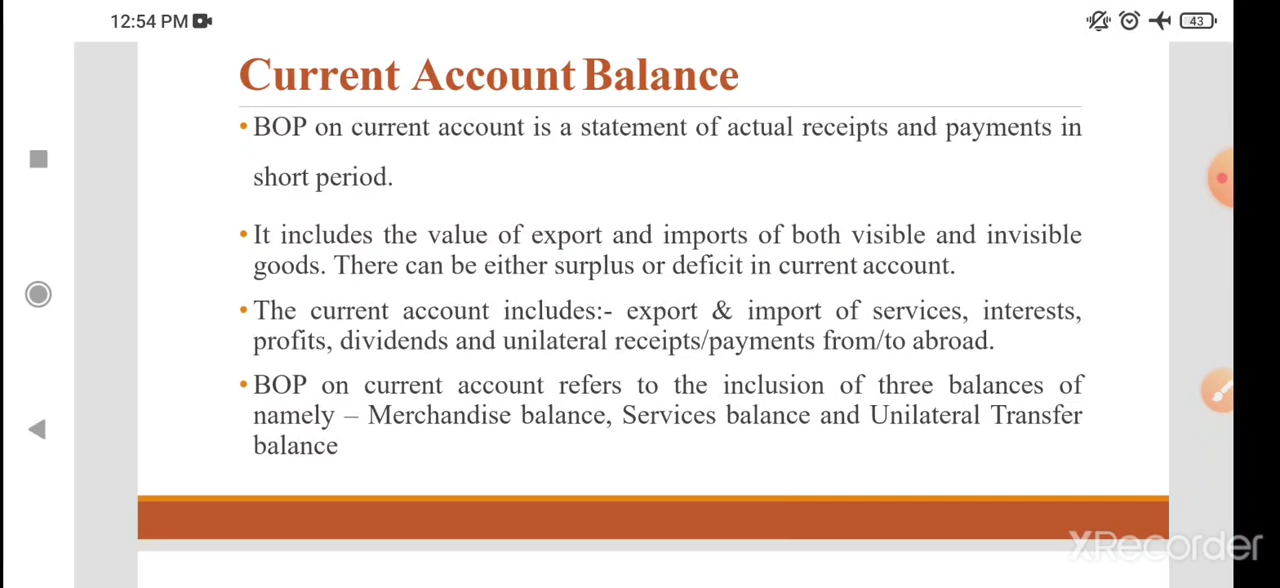 12:54 PM
43
Current Account Balance
• BOP on current account is a statement of actual receipts and payments in
short period.
• It includes the value of export and imports of both visible and invisible
goods. There can be either surplus or deficit in current account.
• The current account includes:- export & import of services, interests,
profits, dividends and unilateral receipts/payments from/to abroad.
• BOP on current account refers to the inclusion of three balances of
namely – Merchandise balance, Services balance and Unilateral Transfer
balance
XRecorder